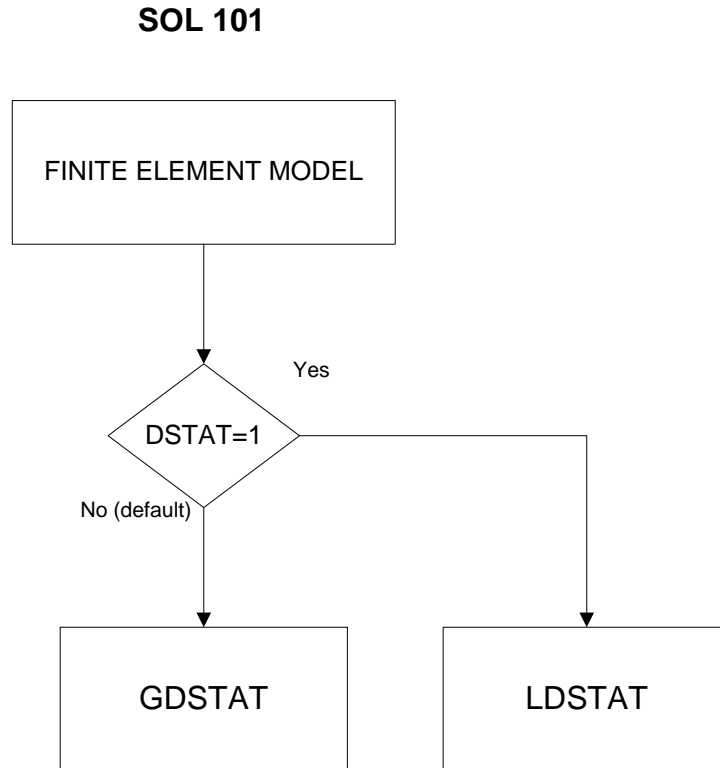 SOL 101
FINITE ELEMENT MODEL
Yes
DSTAT=1
No (default)
GDSTAT
LDSTAT